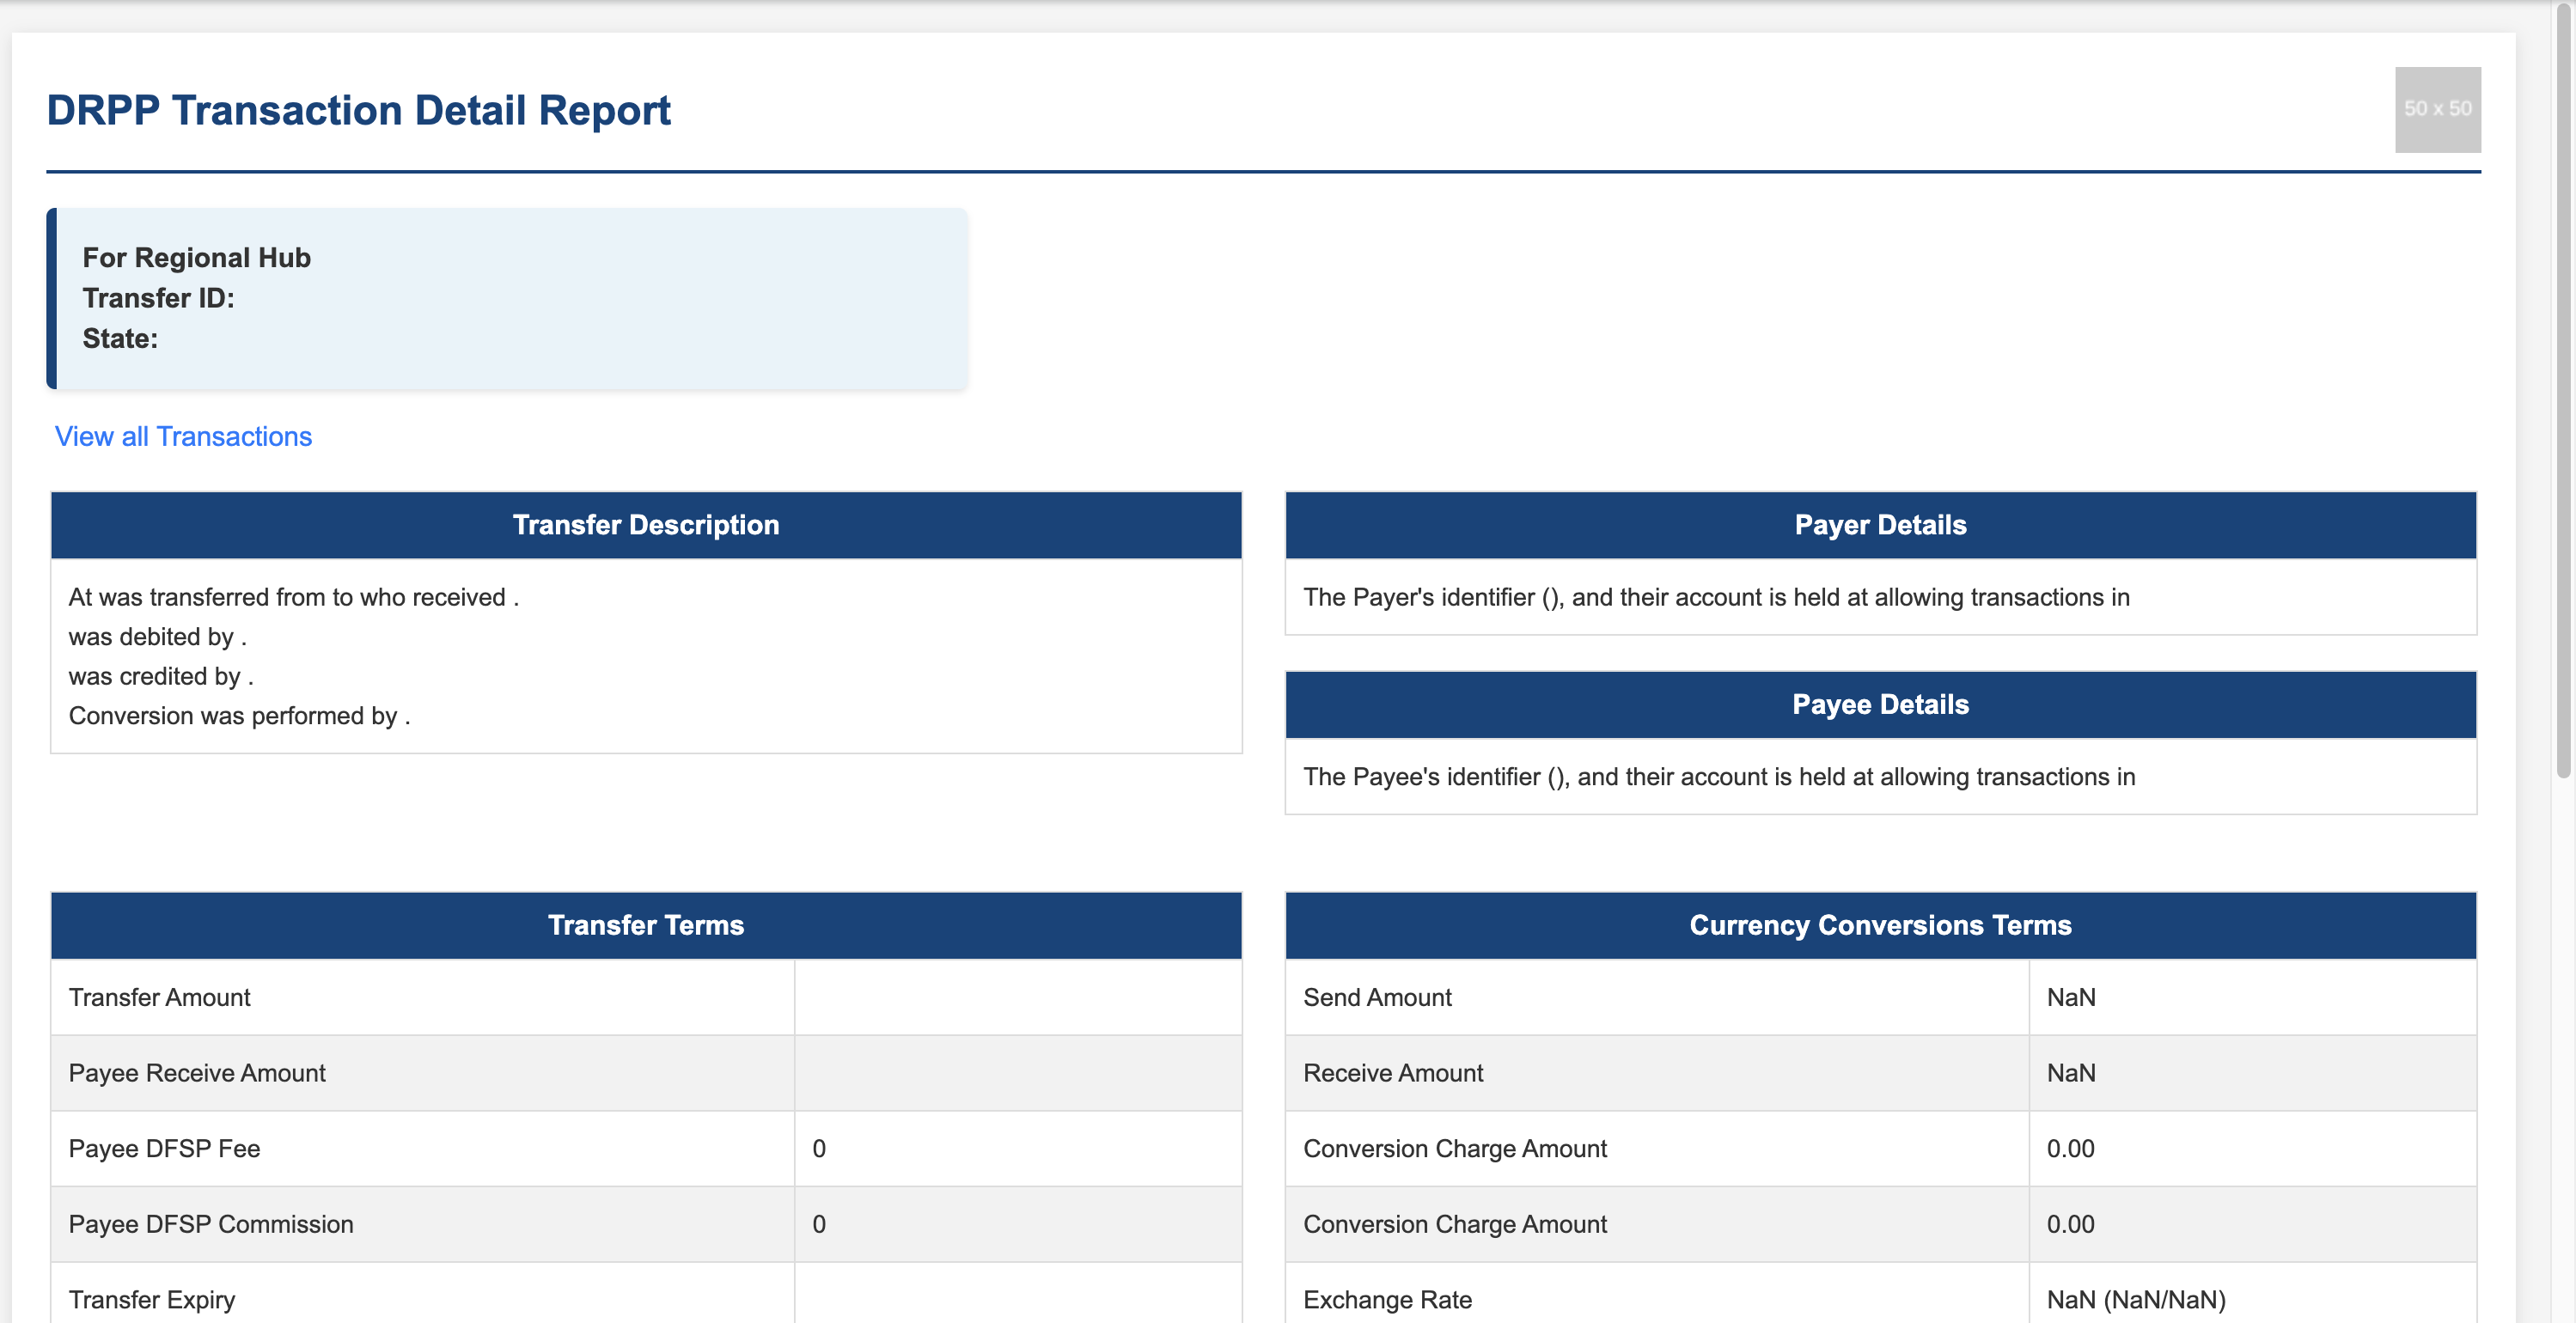 DRPP Transaction Detail Report
50 x 50
For Regional Hub
Transfer ID:
State:
View all Transactions
Transfer Description
At was transferred from to who received .
was debited by .
was credited by .
Conversion was performed by .
Payer Details
The Payer's identifier (), and their account is held at allowing transactions in
Payee Details
The Payee's identifier (), and their account is held at allowing transactions in
Transfer Terms
Transfer Amount
Payee Receive Amount
Payee DFSP Fee 0
Payee DFSP Commission 0
Transfer Expiry
Currency Conversions Terms
Send Amount NaN
Receive Amount NaN
Conversion Charge Amount 0.00
Conversion Charge Amount 0.00
Exchange Rate NaN (NaN/NaN)